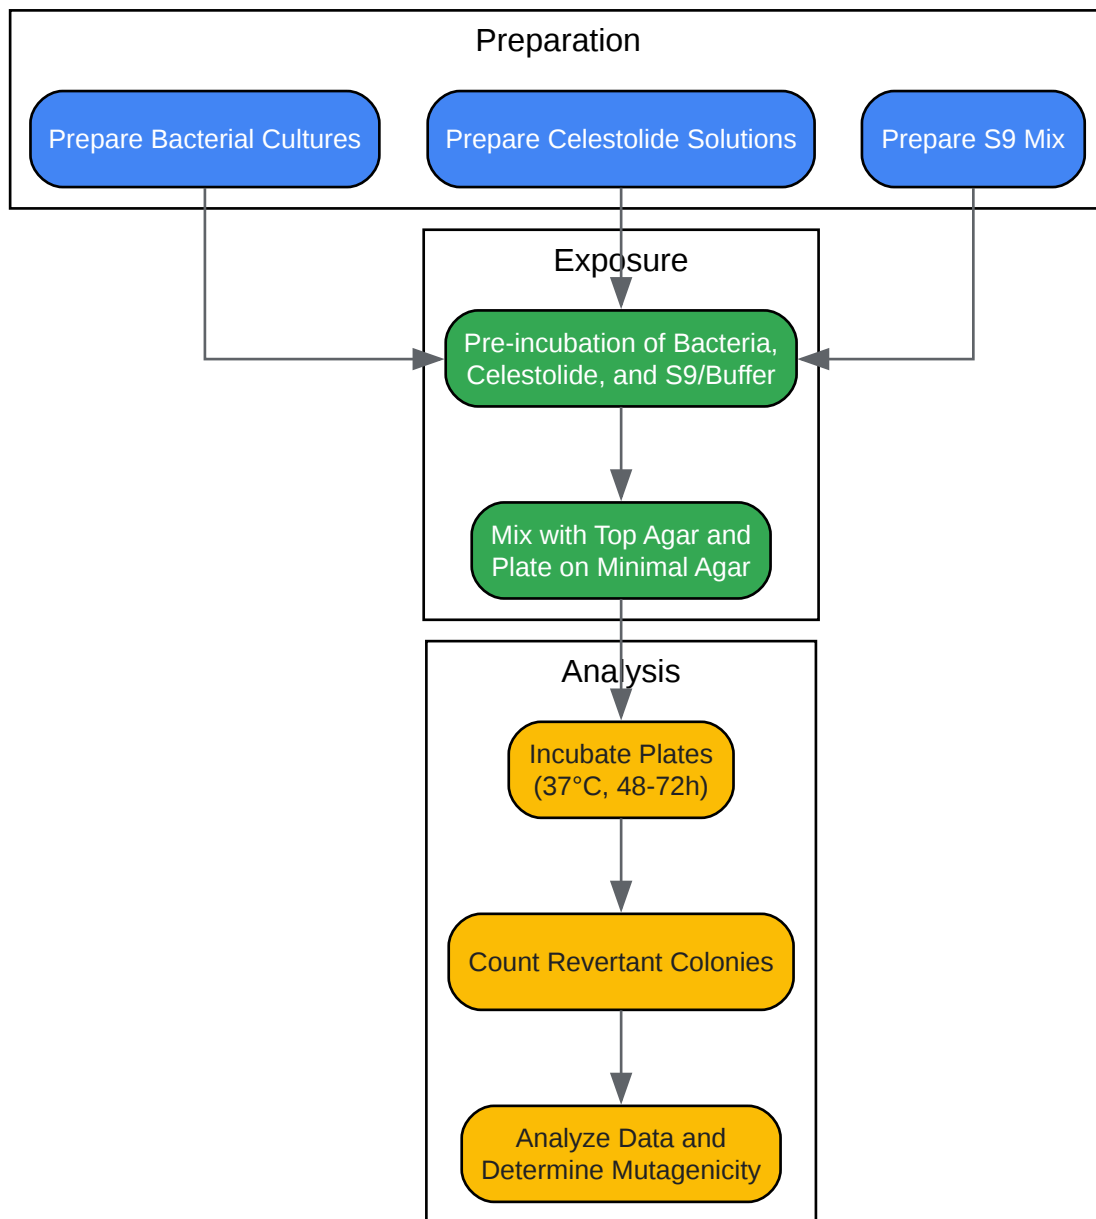 Preparation
Prepare Bacterial Cultures
Prepare Celestolide Solutions
Prepare S9 Mix
Exposure
Pre-incubation of Bacteria,
Celestolide, and S9/Buffer
Mix with Top Agar and
Plate on Minimal Agar
Analysis
Incubate Plates
(37°C, 48-72h)
Count Revertant Colonies
Analyze Data and
Determine Mutagenicity